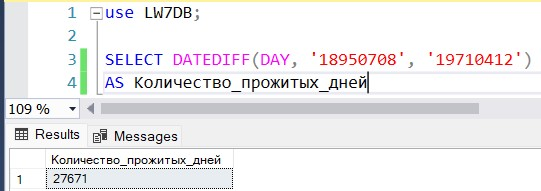 1 use LW7DB;
2
3 SELECT DATEDIFF(DAY, '18950708', '19710412')
4 AS Количество_прожитых_дней
109 %
Results Messages
Количество_прожитых_дней
1 27671